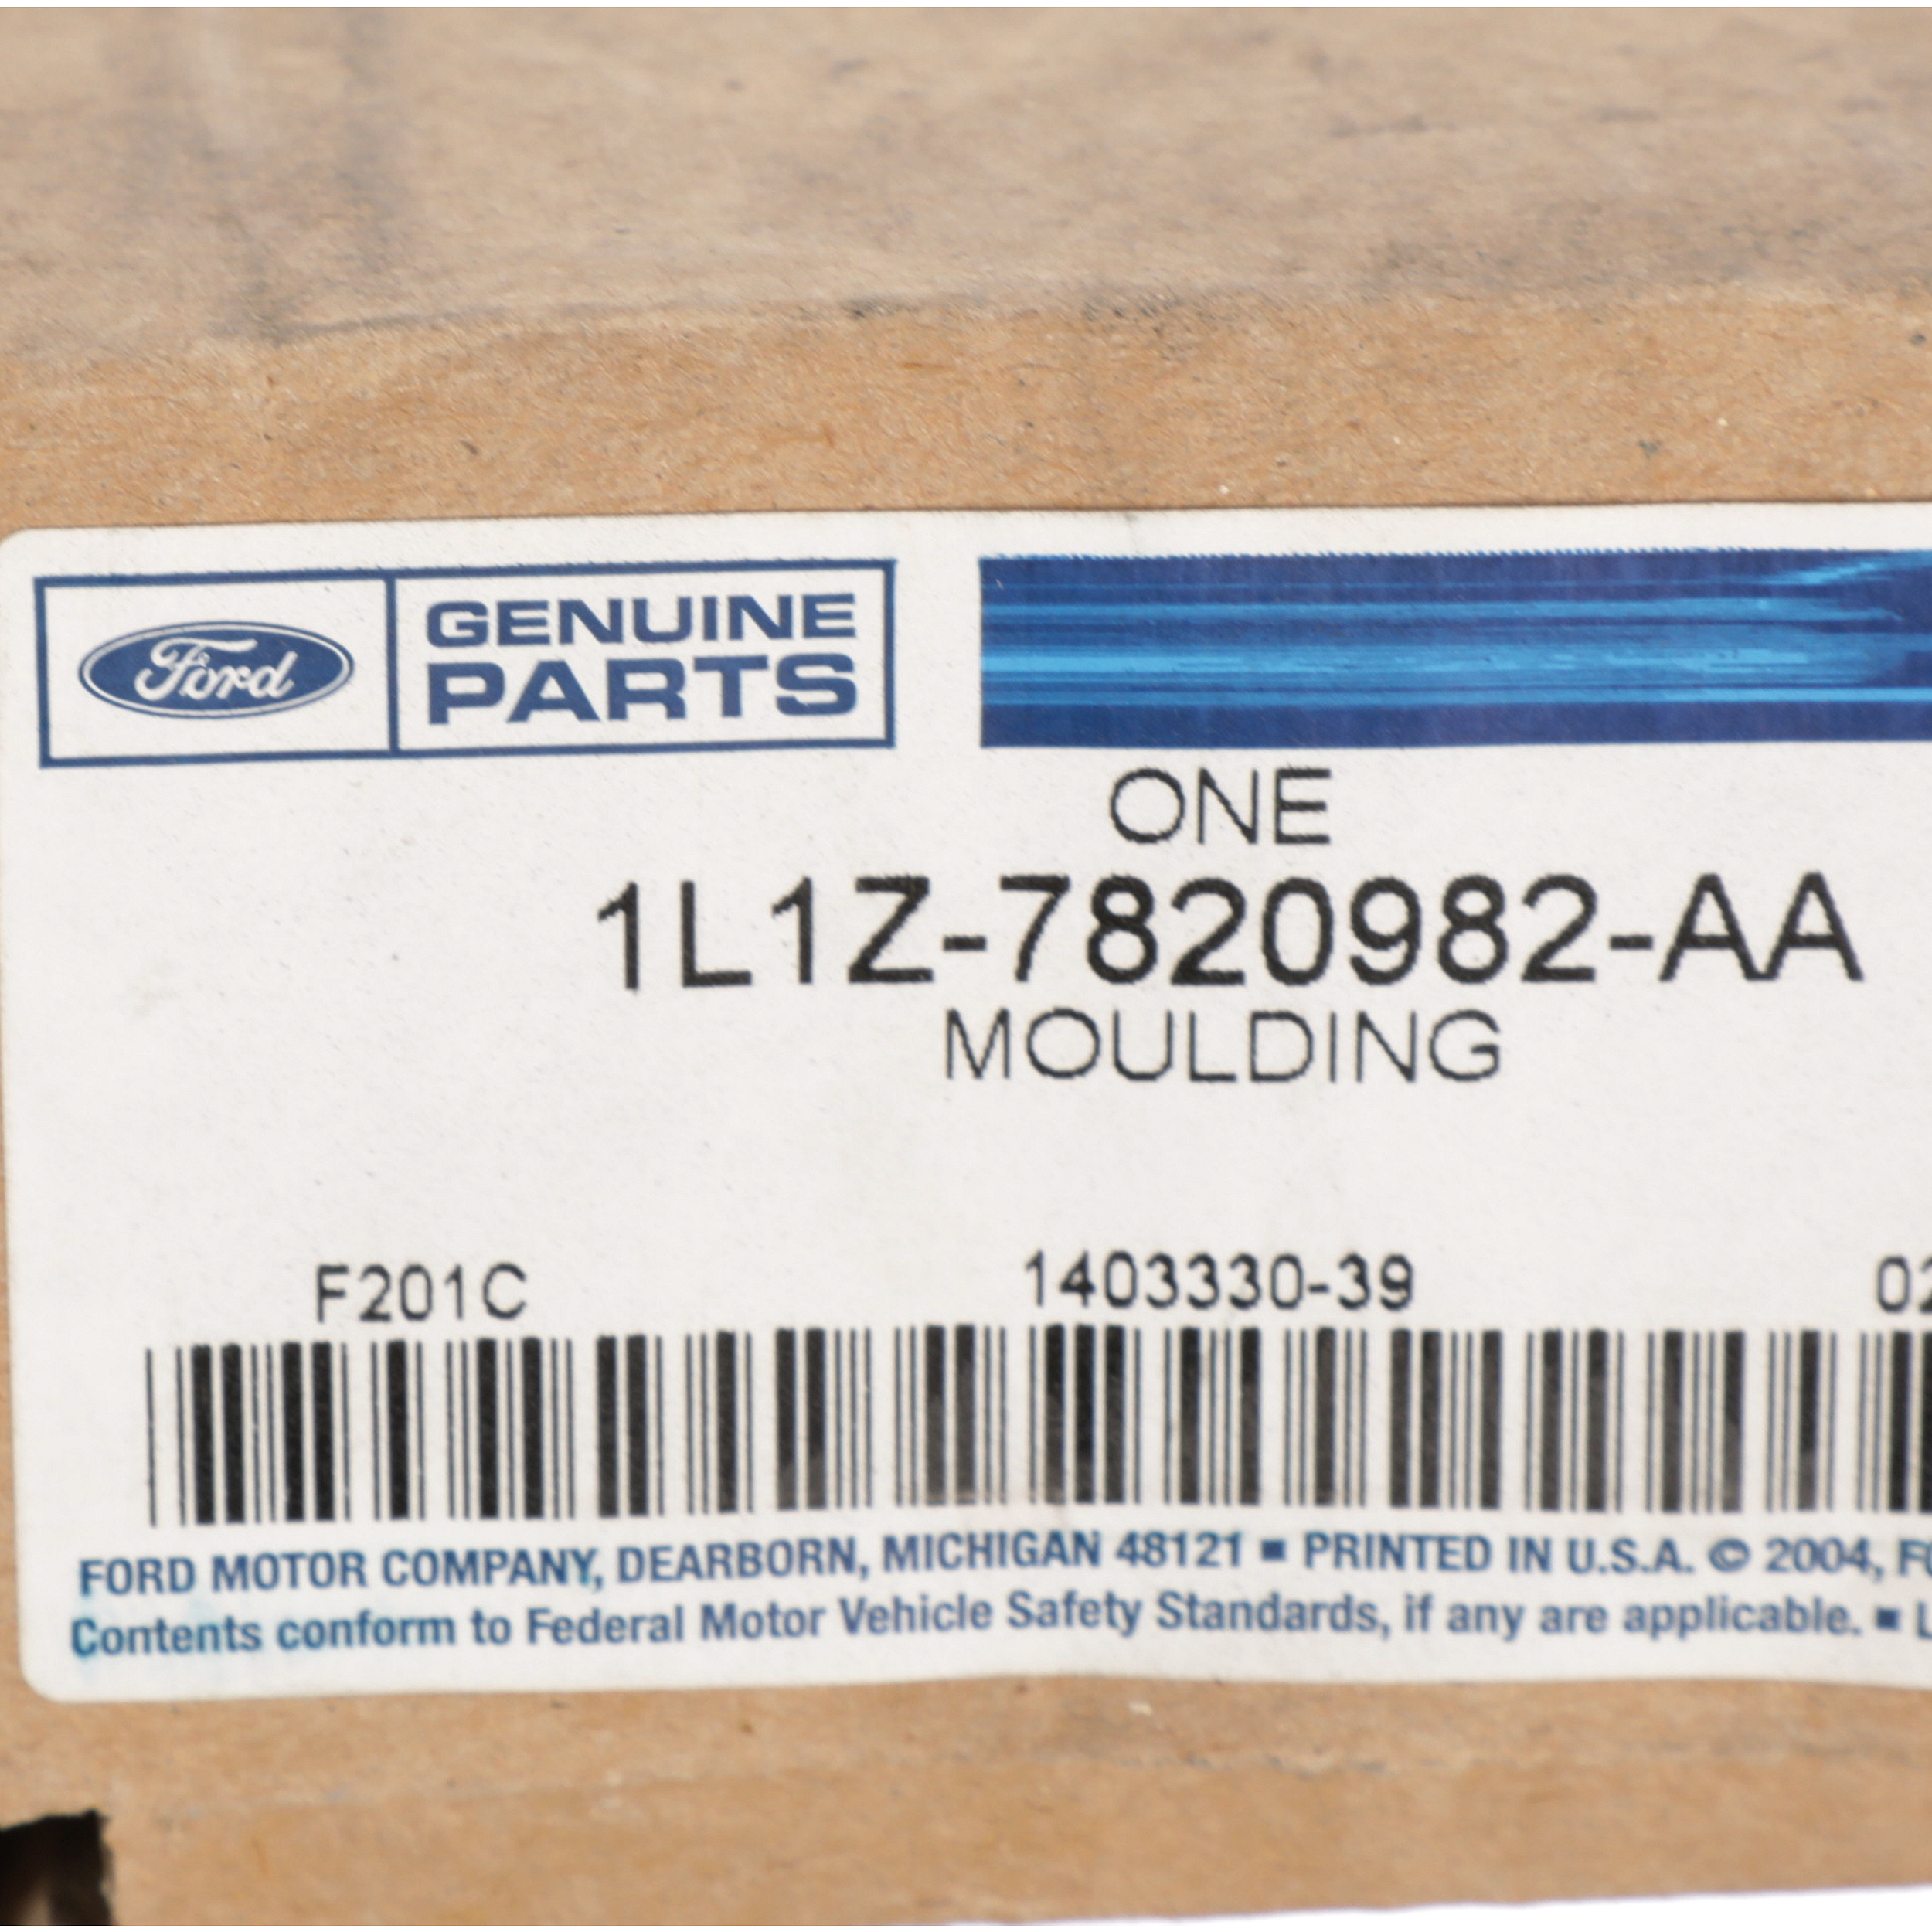 Ford
GENUINE
PARTS
ONE
1L1Z-7820982-AA
MOULDING
F201C 1403330-39 02
FORD MOTOR COMPANY, DEARBORN, MICHIGAN 48121 ▪ PRINTED IN U.S.A. © 2004,
Contents conform to Federal Motor Vehicle Safety Standards, if any are applicable. ▪